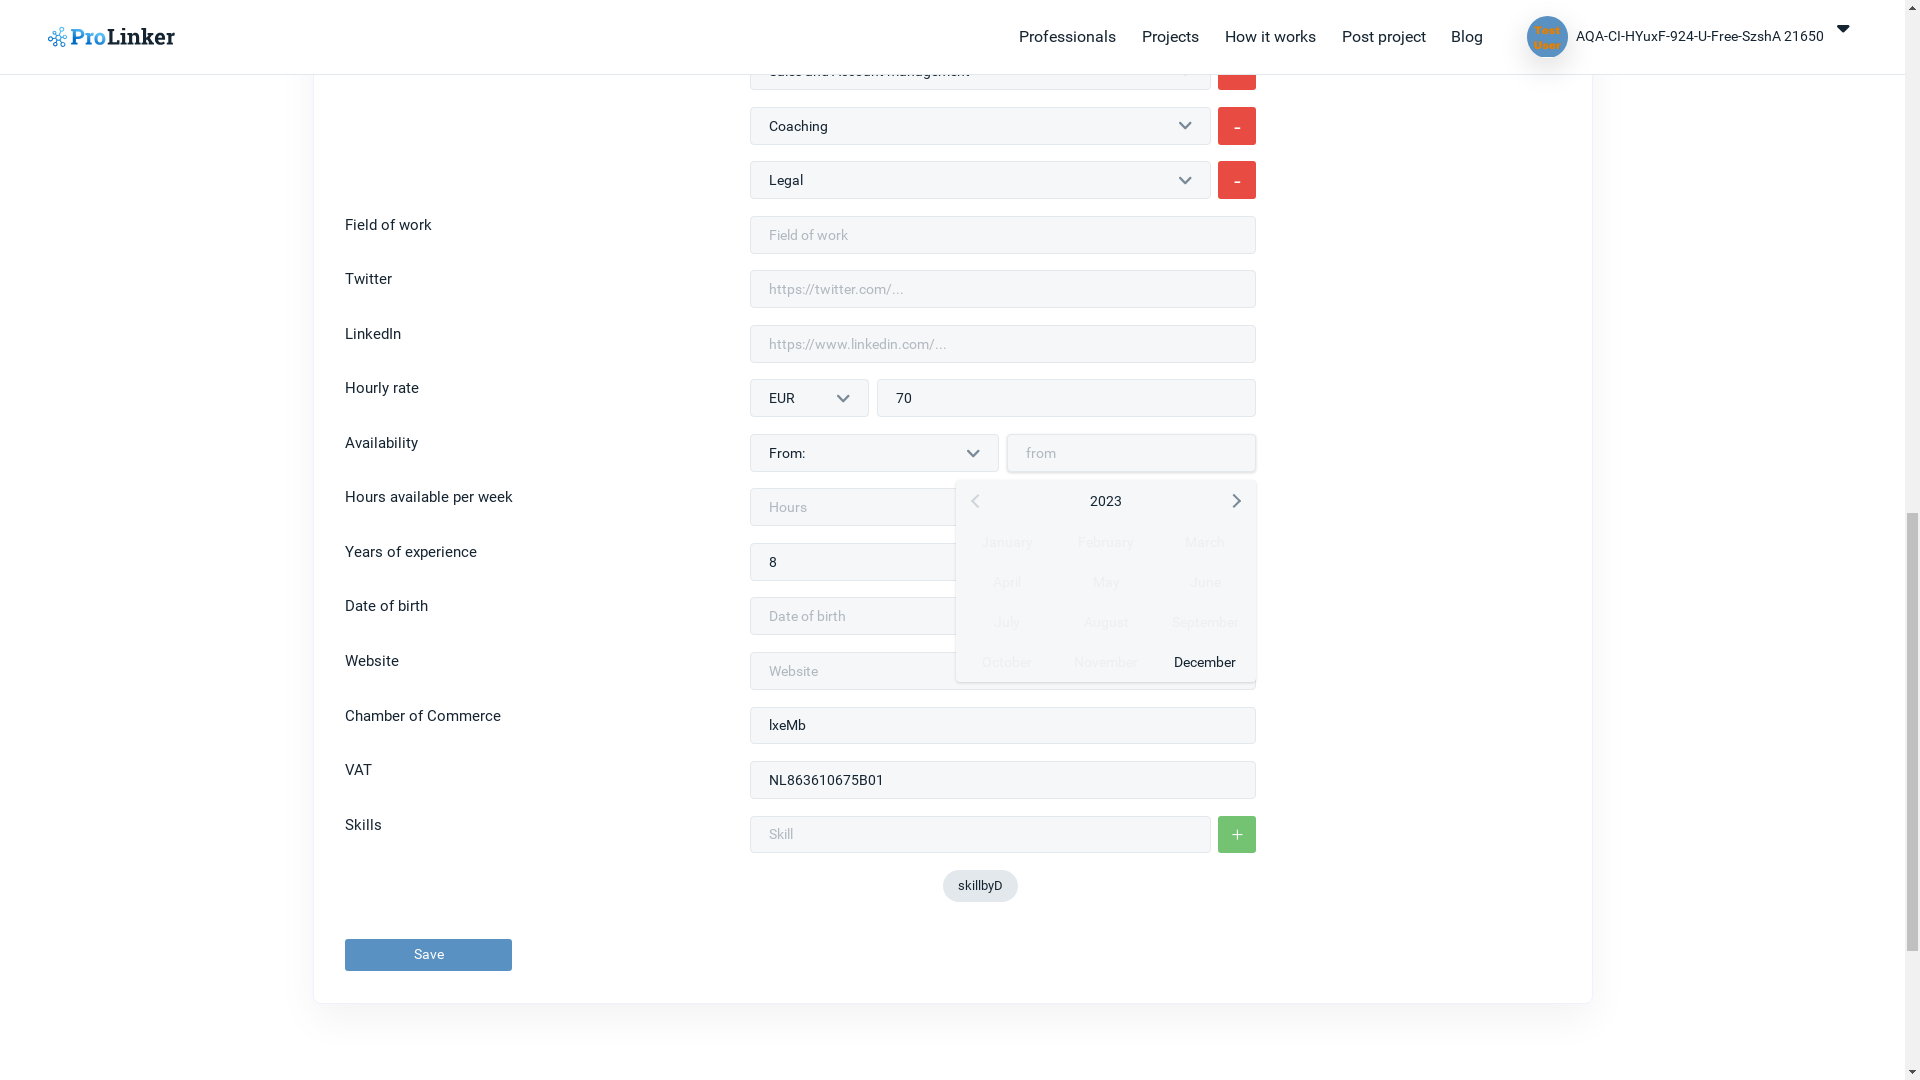 ProLinker
Professionals
Projects
How it works
Post project
Blog
Test
User
AQA-CI-HYuxF-924-U-Free-SzshA 21650
Sales and Account management
-
Coaching
-
Legal
-
Field of work
Field of work
Twitter
https://twitter.com/...
LinkedIn
https://www.linkedin.com/...
Hourly rate
EUR
70
Availability
From:
from
2023
January February March
April May June
July August September
October November December
Hours available per week
Hours
Years of experience
8
Date of birth
Date of birth
Website
Website
Chamber of Commerce
lxeMb
VAT
NL863610675B01
Skills
Skill
+
skillbyD
Save